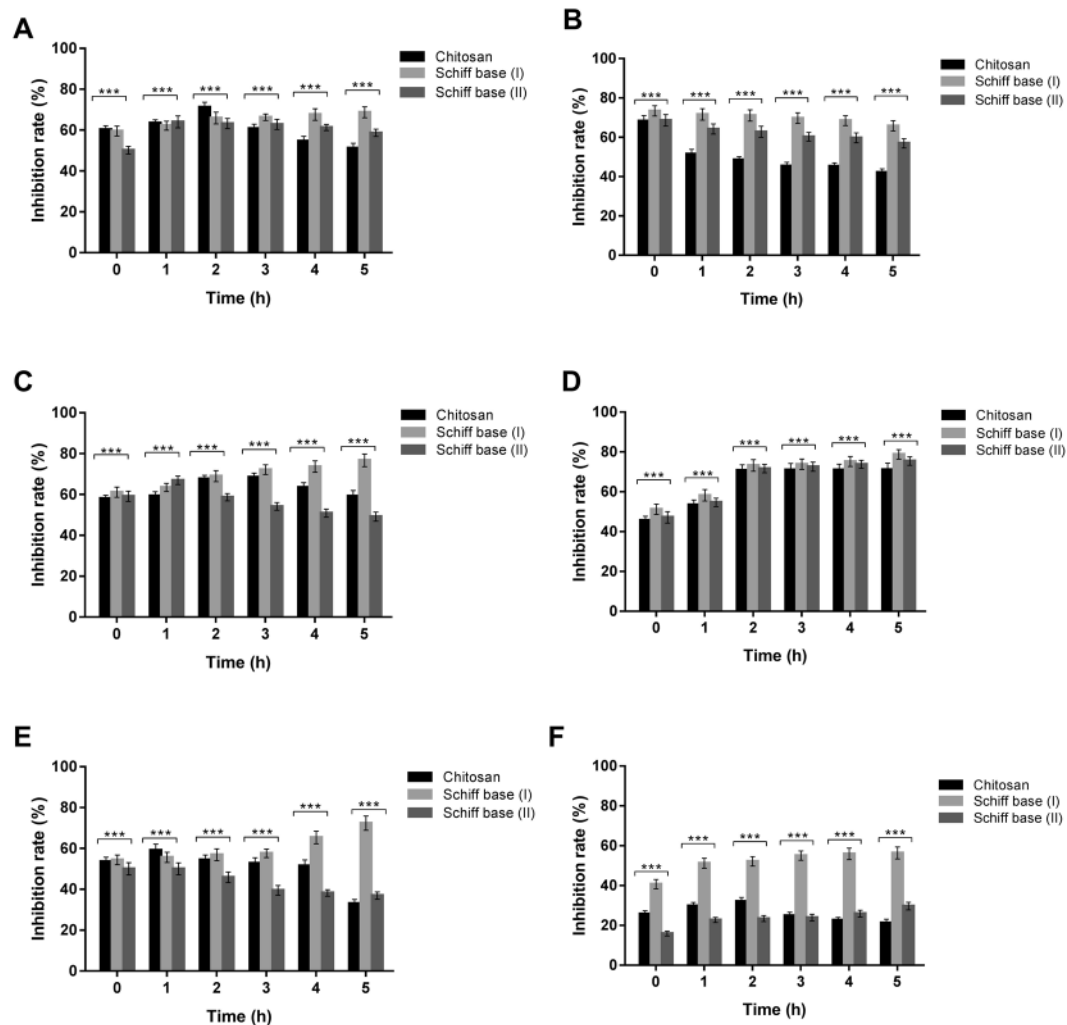 A
Inhibition rate (%)
100
80
60
40
20
0
*** *** *** *** *** ***
Chitosan
Schiff base (I)
Schiff base (II)
0 1 2 3 4 5
Time (h)
B
Inhibition rate (%)
100
80
60
40
20
0
*** *** *** *** *** ***
Chitosan
Schiff base (I)
Schiff base (II)
0 1 2 3 4 5
Time (h)
C
Inhibition rate (%)
100
80
60
40
20
0
*** *** *** *** *** ***
Chitosan
Schiff base (I)
Schiff base (II)
0 1 2 3 4 5
Time (h)
D
Inhibition rate (%)
100
80
60
40
20
0
*** *** *** *** *** ***
Chitosan
Schiff base (I)
Schiff base (II)
0 1 2 3 4 5
Time (h)
E
Inhibition rate (%)
100
80
60
40
20
0
*** *** *** *** *** ***
Chitosan
Schiff base (I)
Schiff base (II)
0 1 2 3 4 5
Time (h)
F
Inhibition rate (%)
100
80
60
40
20
0
*** *** *** *** *** ***
Chitosan
Schiff base (I)
Schiff base (II)
0 1 2 3 4 5
Time (h)